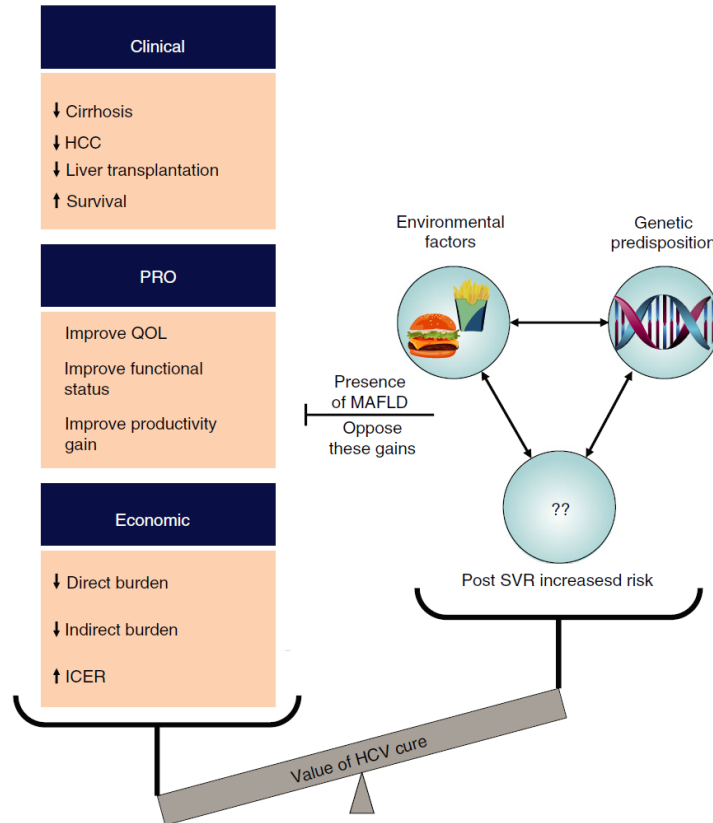 Clinical
↓ Cirrhosis
↓ HCC
↓ Liver transplantation
↑ Survival
PRO
Improve QOL
Improve functional
status
Improve productivity
gain
Economic
↓ Direct burden
↓ Indirect burden
↑ ICER
Environmental
factors
Genetic
predisposition
Presence
of MAFLD
Oppose
these gains
??
Post SVR increasesd risk
Value of HCV cure